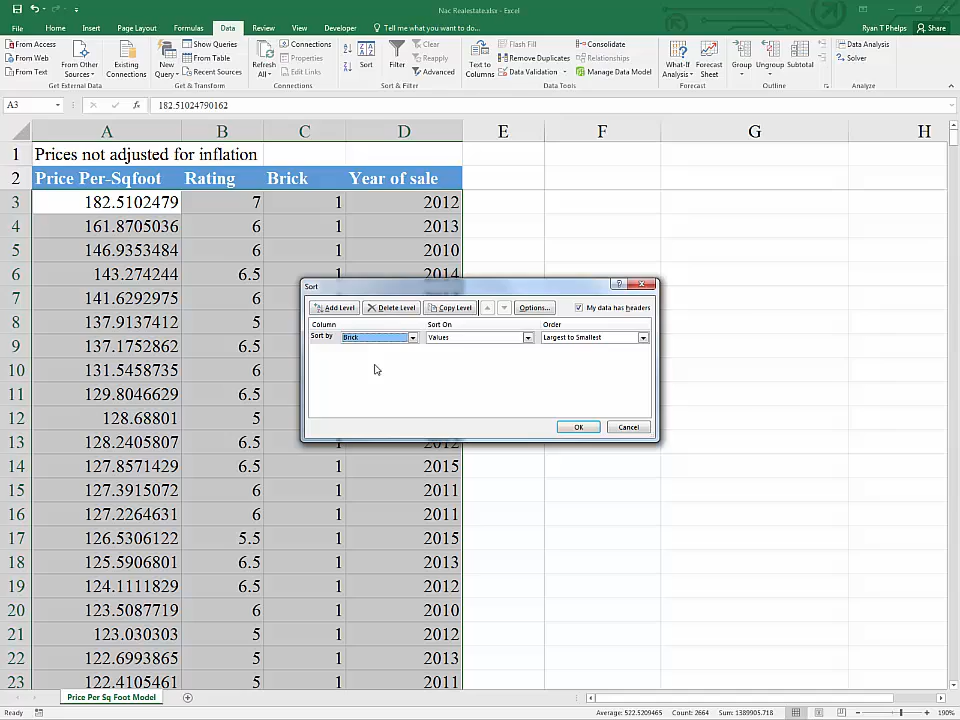 Nac Realestate.xlsx - Excel
File Home Insert Page Layout Formulas Data Review View Developer Tell me what you want to do... Ryan T Phelps Share
From Access
From Web
From Text
From Other Sources
Existing Connections
Get External Data
New Query
Show Queries
From Table
Recent Sources
Get & Transform
Refresh All
Connections
Properties
Edit Links
Connections
Sort
Filter
Clear
Reapply
Advanced
Sort & Filter
Text to Columns
Flash Fill
Remove Duplicates
Data Validation
Consolidate
Relationships
Manage Data Model
Data Tools
What-If Analysis
Forecast Sheet
Forecast
Group
Ungroup
Subtotal
Outline
Data Analysis
Solver
Analyze
A3 fx 182.51024790162
A B C D E F G H
1 Prices not adjusted for inflation
2 Price Per-Sqfoot Rating Brick Year of sale
3 182.5102479 7 1 2012
4 161.8705036 6 1 2013
5 146.9353484 6 1 2010
6 143.274244 6.5 1 2014
7 141.6292975 6
8 137.9137412 5
9 137.1752862 6.5
10 131.5458735 6
11 129.8046629 6.5
12 128.68801 5
13 128.2405807 6.5 1 2012
14 127.8571429 6.5 1 2015
15 127.3915072 6 1 2011
16 127.2264631 6 1 2011
17 126.5306122 5.5 1 2015
18 125.5906801 6.5 1 2013
19 124.1111829 6.5 1 2012
20 123.5087719 6 1 2010
21 123.030303 5 1 2012
22 122.6993865 5 1 2013
23 122.4105461 5 1 2011
Sort
Add Level Delete Level Copy Level Options... My data has headers
Column Sort On Order
Sort by Brick Values Largest to Smallest
OK Cancel
Price Per Sq Foot Model
Ready Average: 522.5209465 Count: 2664 Sum: 1389905.718 190%